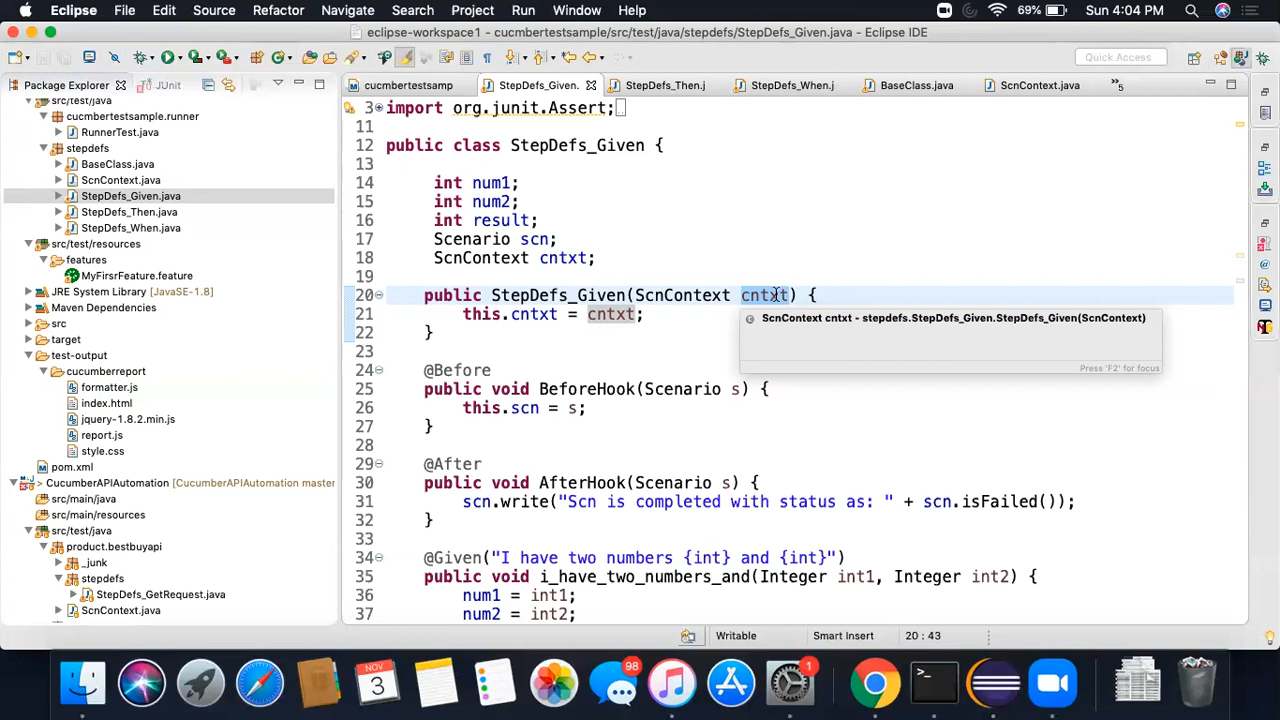 Eclipse File Edit Source Refactor Navigate Search Project Run Window Help 69% Sun 4:04 PM
eclipse-workspace1 - cucmbertestsample/src/test/java/stepdefs/StepDefs_Given.java - Eclipse IDE
Quick Access
Package Explorer JUnit
cucmbertestsamp StepDefs_Given. StepDefs_Then.j StepDefs_When.j BaseClass.java ScnContext.java 5
src/test/java
cucmbertestsample.runner
RunnerTest.java
stepdefs
BaseClass.java
ScnContext.java
StepDefs_Given.java
StepDefs_Then.java
StepDefs_When.java
src/test/resources
features
MyFirsrFeature.feature
JRE System Library [JavaSE-1.8]
Maven Dependencies
src
target
test-output
cucumberreport
formatter.js
index.html
jquery-1.8.2.min.js
report.js
style.css
pom.xml
> CucumberAPIAutomation [CucumberAPIAutomation master
src/main/java
src/main/resources
src/test/java
product.bestbuyapi
_junk
stepdefs
StepDefs_GetRequest.java
ScnContext.java
3 import org.junit.Assert;
11
12 public class StepDefs_Given {
13
14 int num1;
15 int num2;
16 int result;
17 Scenario scn;
18 ScnContext cntxt;
19
20 public StepDefs_Given(ScnContext cntxt) {
21 this.cntxt = cntxt;
22 }
23
24 @Before
25 public void BeforeHook(Scenario s) {
26 this.scn = s;
27 }
28
29 @After
30 public void AfterHook(Scenario s) {
31 scn.write("Scn is completed with status as: " + scn.isFailed());
32 }
33
34 @Given("I have two numbers {int} and {int}")
35 public void i_have_two_numbers_and(Integer int1, Integer int2) {
36 num1 = int1;
37 num2 = int2;
ScnContext cntxt - stepdefs.StepDefs_Given.StepDefs_Given(ScnContext)
Press 'F2' for focus
Writable Smart Insert 20 : 43
NOV
3
98
1